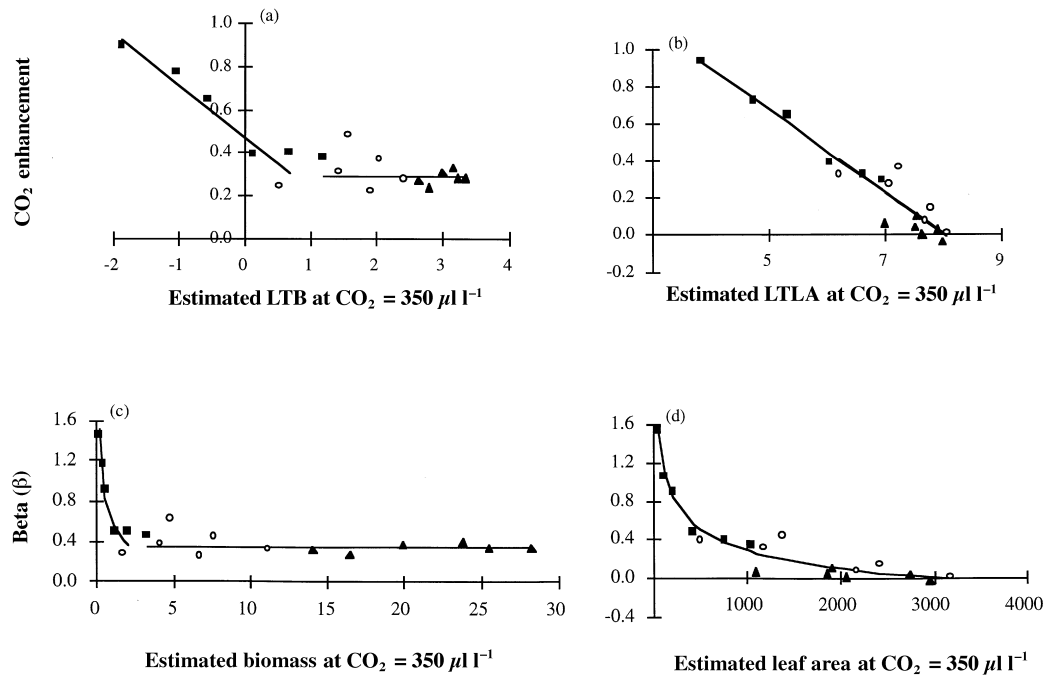 (a)
1.0
0.8
0.6
0.4
0.2
0.0
-2 -1 0 1 2 3 4
Estimated LTB at CO₂ = 350 µl l⁻¹
CO₂ enhancement
(b)
1.0
0.8
0.6
0.4
0.2
0.0
-0.2
5 7 9
Estimated LTLA at CO₂ = 350 µl l⁻¹
(c)
1.6
1.2
0.8
0.4
0.0
0 5 10 15 20 25 30
Estimated biomass at CO₂ = 350 µl l⁻¹
Beta (β)
(d)
1.6
1.2
0.8
0.4
0.0
-0.4
1000 2000 3000 4000
Estimated leaf area at CO₂ = 350 µl l⁻¹